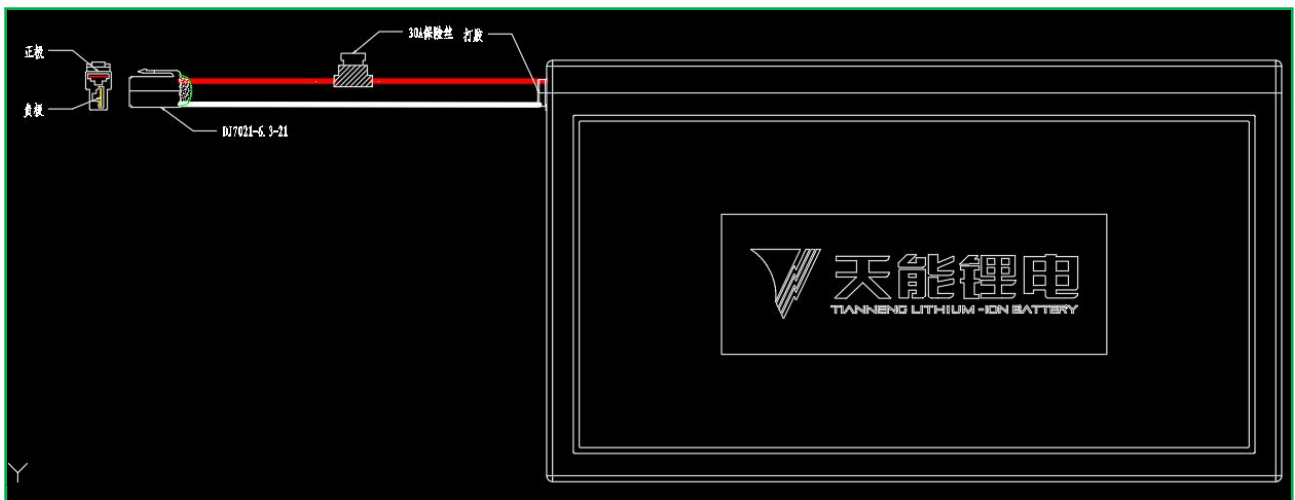 正极
负极
30A保险丝
打胶
DJ7021-6.3-21
天能锂电
TIANNENG LITHIUM -ION BATTERY
Y